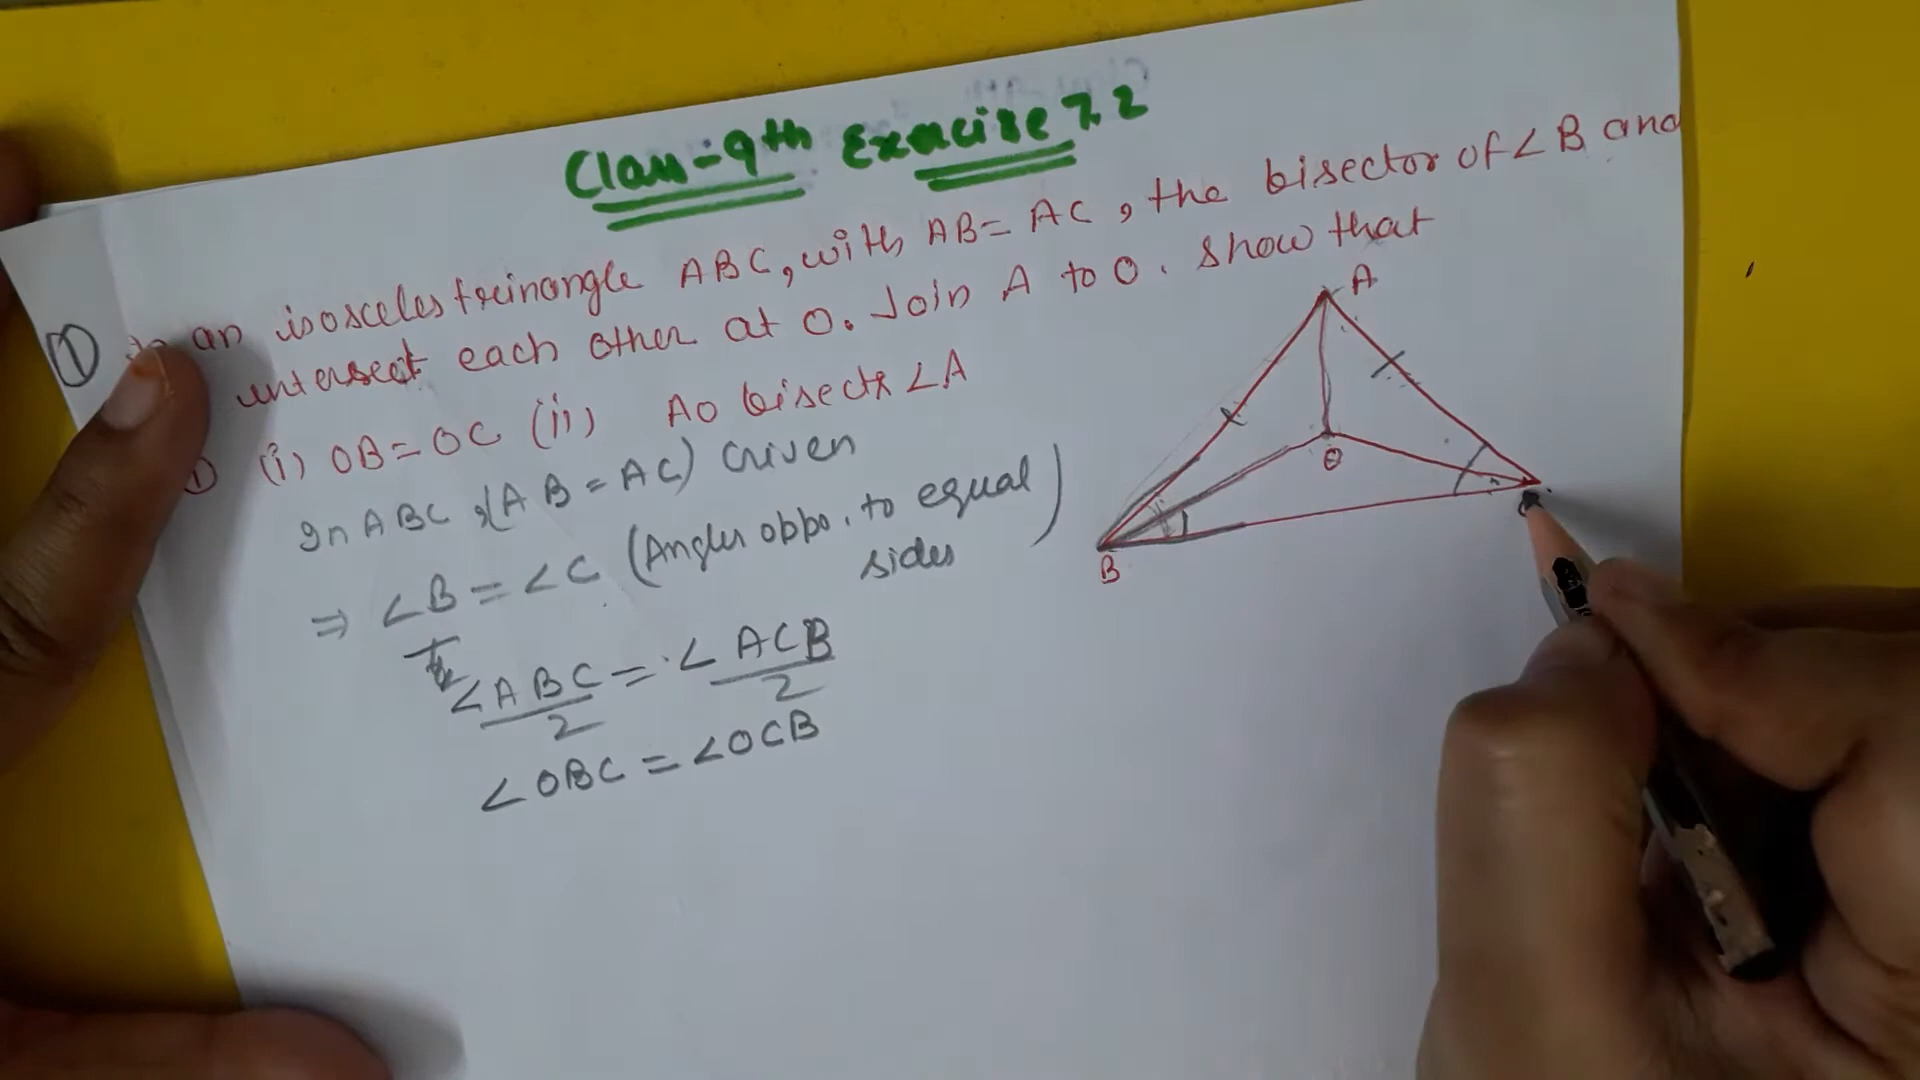 Class-9th Exercise 7.2
① In an isosceles treinangle ABC, with AB=AC, the bisector of ∠B and
intersect each other at O. Join A to O. show that
(i) OB=OC (ii) AO bisects ∠A
In ABC, (AB=AC) Given
⇒ ∠B=∠C (Angles oppo. to equal sides)
∠ABC/2 = ∠ACB/2
∠OBC = ∠OCB
A
O
B